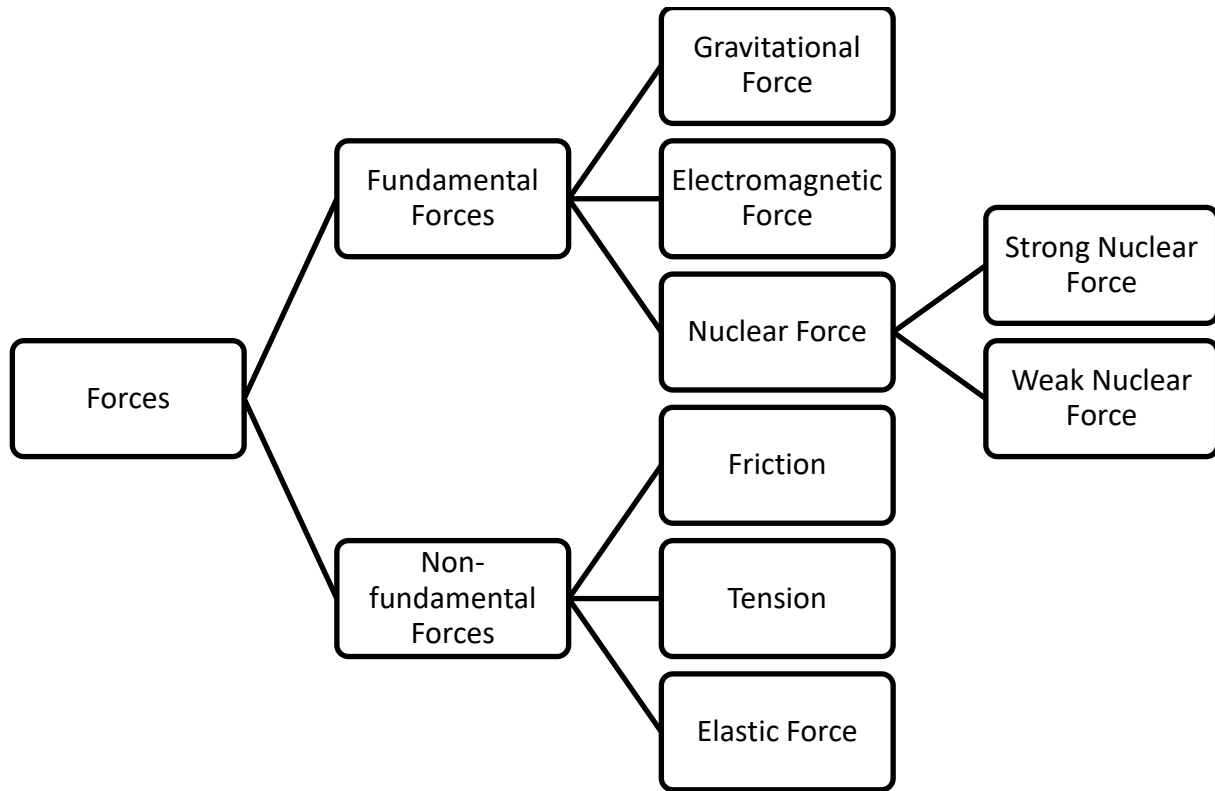 Gravitational
Force
Fundamental
Forces
Electromagnetic
Force
Strong Nuclear
Force
Nuclear Force
Weak Nuclear
Force
Forces
Friction
Non-
fundamental
Forces
Tension
Elastic Force